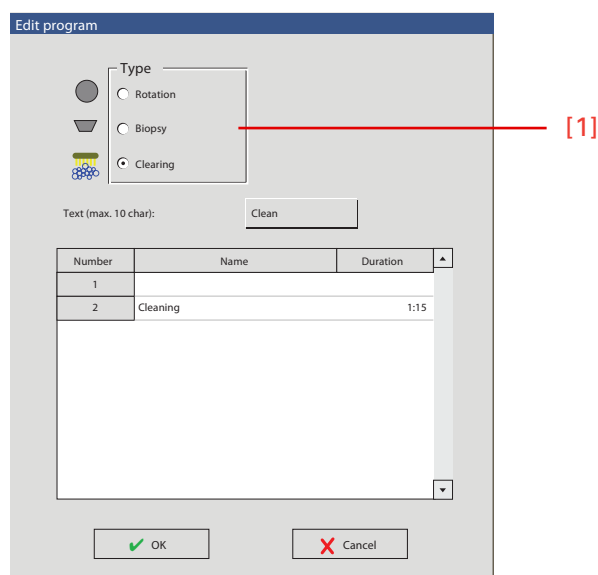 Edit program
Type
Rotation
Biopsy
[1]
Clearing
Text (max. 10 char):
Clean
Number Name Duration
1
2 Cleaning 1:15
OK Cancel